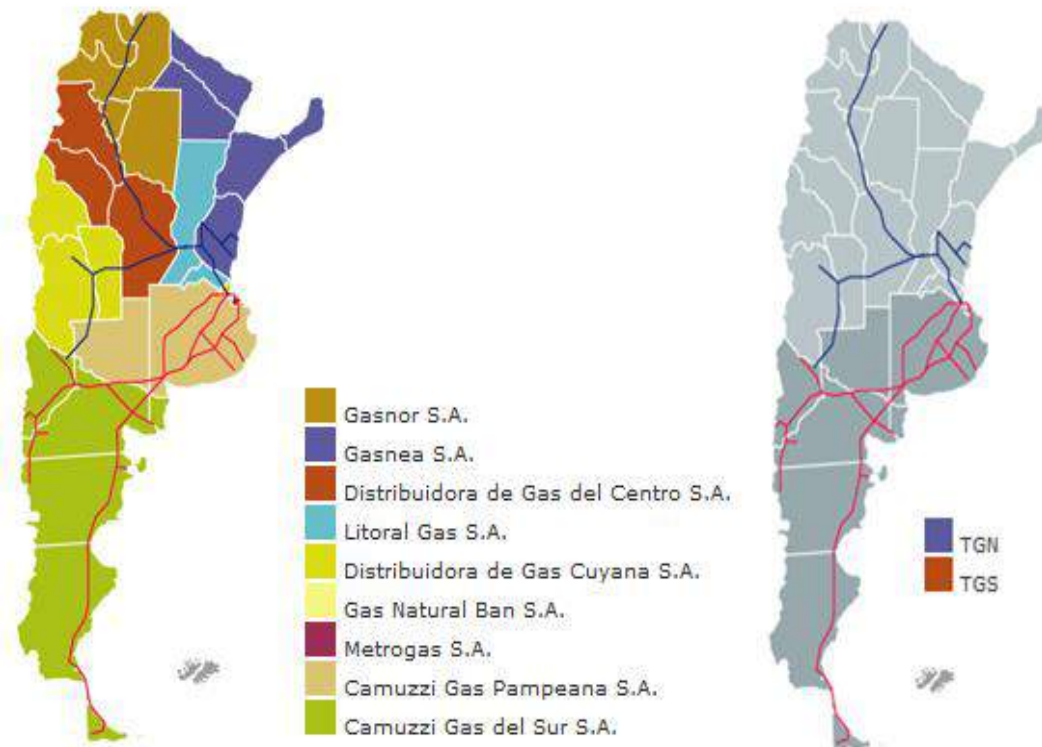 Gasnor S.A.
Gasnea S.A.
Distribuidora de Gas del Centro S.A.
Litoral Gas S.A.
Distribuidora de Gas Cuyana S.A.
Gas Natural Ban S.A.
Metrogas S.A.
Camuzzi Gas Pampeana S.A.
Camuzzi Gas del Sur S.A.
TGN
TGS